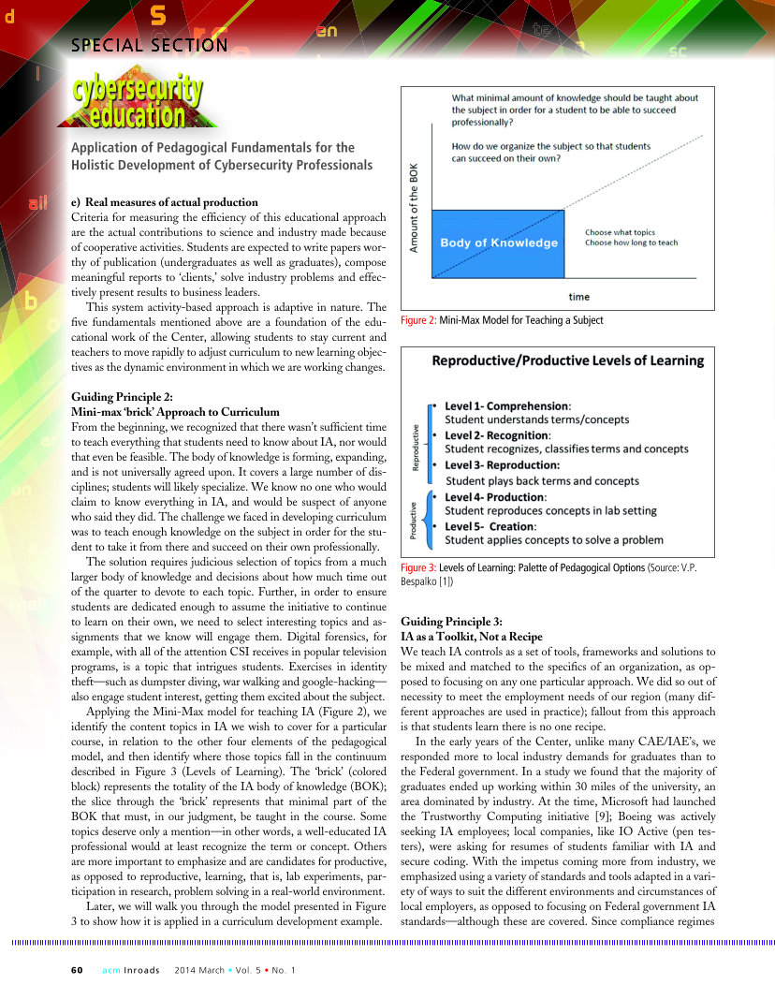 d
s
en
te
sc
SPECIAL SECTION
cybersecurity
education
Application of Pedagogical Fundamentals for the
Holistic Development of Cybersecurity Professionals
ail
b
e) Real measures of actual production
Criteria for measuring the efficiency of this educational approach
are the actual contributions to science and industry made because
of cooperative activities. Students are expected to write papers wor-
thy of publication (undergraduates as well as graduates), compose
meaningful reports to ‘clients,’ solve industry problems and effec-
tively present results to business leaders.
This system activity-based approach is adaptive in nature. The
five fundamentals mentioned above are a foundation of the edu-
cational work of the Center, allowing students to stay current and
teachers to move rapidly to adjust curriculum to new learning objec-
tives as the dynamic environment in which we are working changes.
Guiding Principle 2:
Mini-max ‘brick’ Approach to Curriculum
From the beginning, we recognized that there wasn’t sufficient time
to teach everything that students need to know about IA, nor would
that even be feasible. The body of knowledge is forming, expanding,
and is not universally agreed upon. It covers a large number of dis-
ciplines; students will likely specialize. We know no one who would
claim to know everything in IA, and would be suspect of anyone
who said they did. The challenge we faced in developing curriculum
was to teach enough knowledge on the subject in order for the stu-
dent to take it from there and succeed on their own professionally.
The solution requires judicious selection of topics from a much
larger body of knowledge and decisions about how much time out
of the quarter to devote to each topic. Further, in order to ensure
students are dedicated enough to assume the initiative to continue
to learn on their own, we need to select interesting topics and as-
signments that we know will engage them. Digital forensics, for
example, with all of the attention CSI receives in popular television
programs, is a topic that intrigues students. Exercises in identity
theft—such as dumpster diving, war walking and google-hacking—
also engage student interest, getting them excited about the subject.
Applying the Mini-Max model for teaching IA (Figure 2), we
identify the content topics in IA we wish to cover for a particular
course, in relation to the other four elements of the pedagogical
model, and then identify where those topics fall in the continuum
described in Figure 3 (Levels of Learning). The ‘brick’ (colored
block) represents the totality of the IA body of knowledge (BOK);
the slice through the ‘brick’ represents that minimal part of the
BOK that must, in our judgment, be taught in the course. Some
topics deserve only a mention—in other words, a well-educated IA
professional would at least recognize the term or concept. Others
are more important to emphasize and are candidates for productive,
as opposed to reproductive, learning, that is, lab experiments, par-
ticipation in research, problem solving in a real-world environment.
Later, we will walk you through the model presented in Figure
3 to show how it is applied in a curriculum development example.
What minimal amount of knowledge should be taught about
the subject in order for a student to be able to succeed
professionally?
How do we organize the subject so that students
can succeed on their own?
Amount of the BOK
Body of Knowledge
Choose what topics
Choose how long to teach
time
Figure 2: Mini-Max Model for Teaching a Subject
Reproductive/Productive Levels of Learning
Reproductive
• Level 1- Comprehension:
Student understands terms/concepts
• Level 2- Recognition:
Student recognizes, classifies terms and concepts
• Level 3- Reproduction:
Student plays back terms and concepts
Productive
• Level 4- Production:
Student reproduces concepts in lab setting
• Level 5- Creation:
Student applies concepts to solve a problem
Figure 3: Levels of Learning: Palette of Pedagogical Options (Source: V.P.
Bespalko [1])
Guiding Principle 3:
IA as a Toolkit, Not a Recipe
We teach IA controls as a set of tools, frameworks and solutions to
be mixed and matched to the specifics of an organization, as op-
posed to focusing on any one particular approach. We did so out of
necessity to meet the employment needs of our region (many dif-
ferent approaches are used in practice); fallout from this approach
is that students learn there is no one recipe.
In the early years of the Center, unlike many CAE/IAE’s, we
responded more to local industry demands for graduates than to
the Federal government. In a study we found that the majority of
graduates ended up working within 30 miles of the university, an
area dominated by industry. At the time, Microsoft had launched
the Trustworthy Computing initiative [9]; Boeing was actively
seeking IA employees; local companies, like IO Active (pen tes-
ters), were asking for resumes of students familiar with IA and
secure coding. With the impetus coming more from industry, we
emphasized using a variety of standards and tools adapted in a vari-
ety of ways to suit the different environments and circumstances of
local employers, as opposed to focusing on Federal government IA
standards—although these are covered. Since compliance regimes
60 acm Inroads 2014 March • Vol. 5 • No. 1